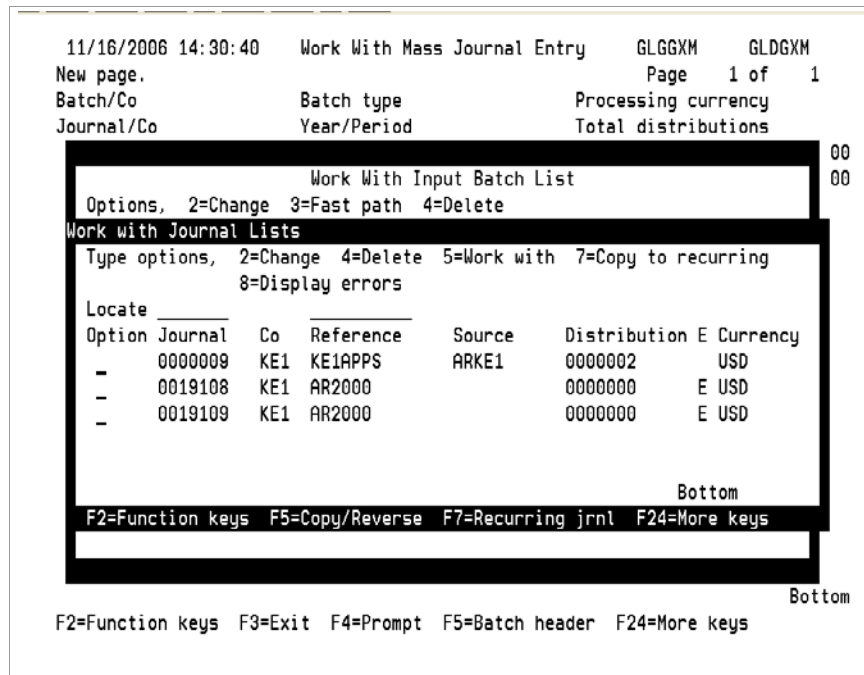 11/16/2006 14:30:40 Work With Mass Journal Entry GLGGXM GLDGXM
New page. Page 1 of 1
Batch/Co Batch type Processing currency
Journal/Co Year/Period Total distributions
00
Work With Input Batch List 00
Options, 2=Change 3=Fast path 4=Delete
Work with Journal Lists
Type options, 2=Change 4=Delete 5=Work with 7=Copy to recurring
8=Display errors
Locate
Option Journal Co Reference Source Distribution E Currency
0000009 KE1 KE1APPS ARKE1 0000002 USD
0019108 KE1 AR2000 0000000 E USD
0019109 KE1 AR2000 0000000 E USD
Bottom
F2=Function keys F5=Copy/Reverse F7=Recurring jrnl F24=More keys
Bottom
F2=Function keys F3=Exit F4=Prompt F5=Batch header F24=More keys